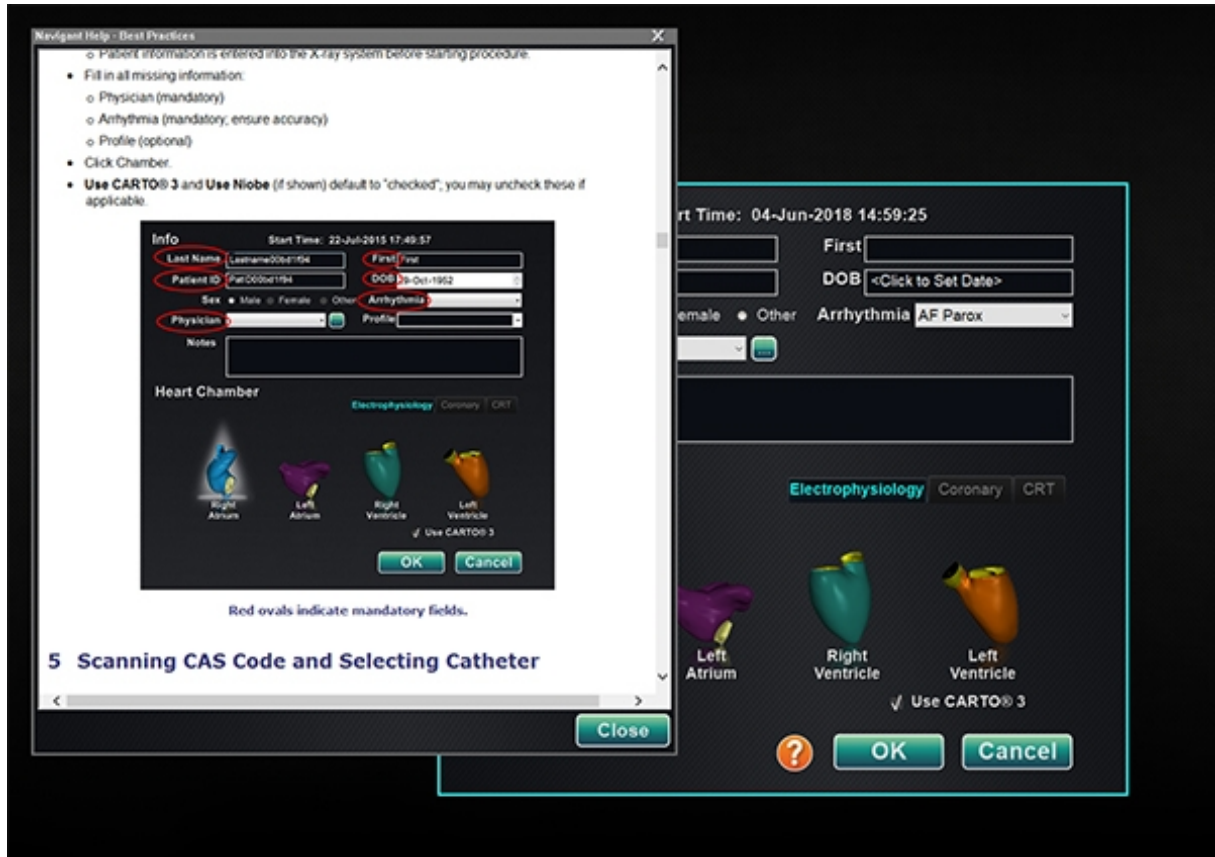 Navigant Help - Best Practices X
o Patient information is entered into the X-ray system before starting procedure.
• Fill in all missing information:
o Physician (mandatory)
o Arrhythmia (mandatory; ensure accuracy)
o Profile (optional)
• Click Chamber.
• Use CARTO® 3 and Use Niobe (if shown) default to "checked"; you may uncheck these if
applicable.
Info Start Time: 22-Jul-2015 17:49:57
Last Name First First
Patient ID DOB 9-Oct-1952
Sex Male Female Other Arrhythmia
Physician ... Profile
Notes
Heart Chamber
Electrophysiology Coronary CRT
Right Atrium
Left Atrium
Right Ventricle
Left Ventricle
Use CARTO® 3
OK Cancel
Red ovals indicate mandatory fields.
5 Scanning CAS Code and Selecting Catheter
Close
rt Time: 04-Jun-2018 14:59:25
First
DOB <Click to Set Date>
emale Other Arrhythmia AF Parox
...
Electrophysiology Coronary CRT
Left Atrium
Right Ventricle
Left Ventricle
Use CARTO® 3
? OK Cancel